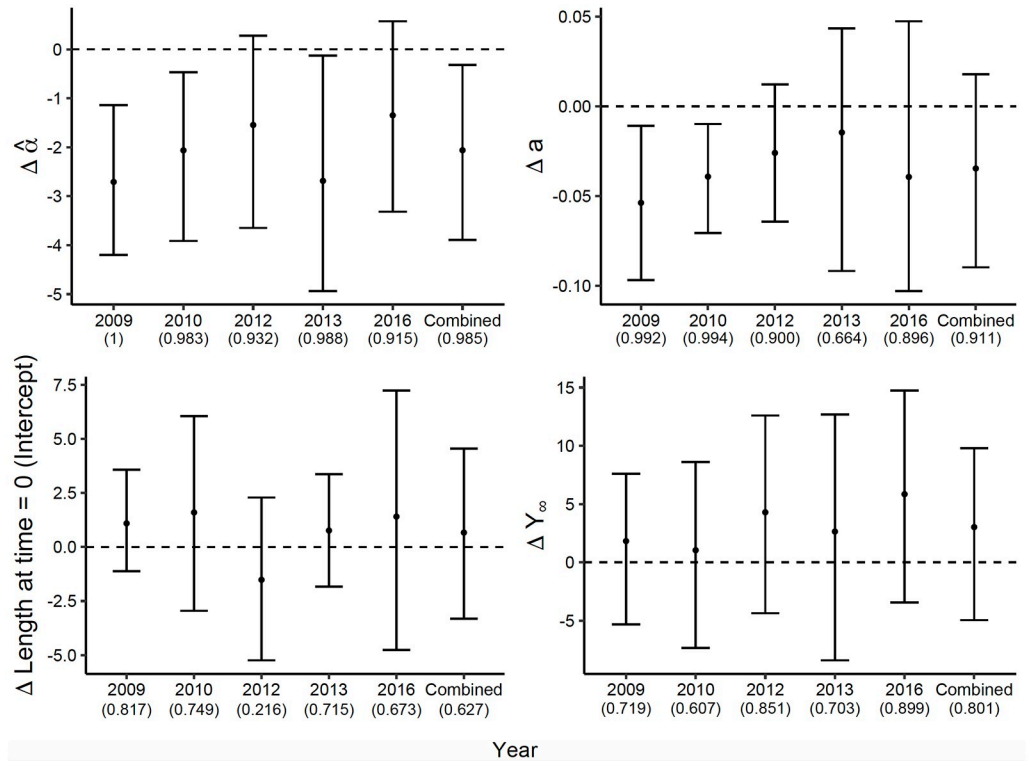 Δ α̂
0
-1
-2
-3
-4
-5
2009 2010 2012 2013 2016 Combined
(1) (0.983) (0.932) (0.988) (0.915) (0.985)
Δ a
0.05
0.00
-0.05
-0.10
2009 2010 2012 2013 2016 Combined
(0.992) (0.994) (0.900) (0.664) (0.896) (0.911)
Δ Length at time = 0 (Intercept)
7.5
5.0
2.5
0.0
-2.5
-5.0
2009 2010 2012 2013 2016 Combined
(0.817) (0.749) (0.216) (0.715) (0.673) (0.627)
Δ Y∞
15
10
5
0
-5
2009 2010 2012 2013 2016 Combined
(0.719) (0.607) (0.851) (0.703) (0.899) (0.801)
Year